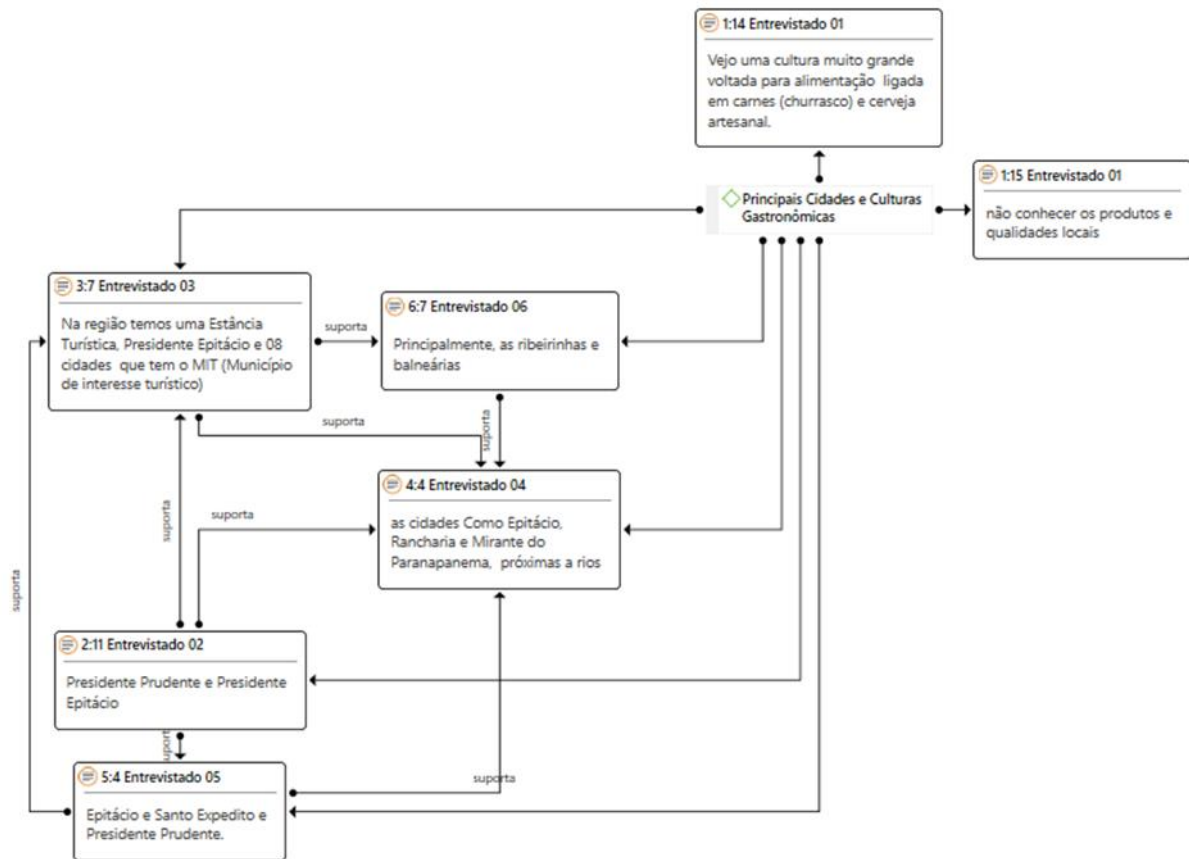 1:14 Entrevistado 01
Vejo uma cultura muito grande
voltada para alimentação ligada
em carnes (churrasco) e cerveja
artesanal.
Principais Cidades e Culturas
Gastronômicas
1:15 Entrevistado 01
não conhecer os produtos e
qualidades locais
3:7 Entrevistado 03
Na região temos uma Estância
Turística, Presidente Epitácio e 08
cidades que tem o MIT (Município
de interesse turístico)
suporta
6:7 Entrevistado 06
Principalmente, as ribeirinhas e
balneárias
suporta
suporta
4:4 Entrevistado 04
as cidades Como Epitácio,
Rancharia e Mirante do
Paranapanema, próximas a rios
suporta
suporta
suporta
2:11 Entrevistado 02
Presidente Prudente e Presidente
Epitácio
suport
5:4 Entrevistado 05
Epitácio e Santo Expedito e
Presidente Prudente.
suporta